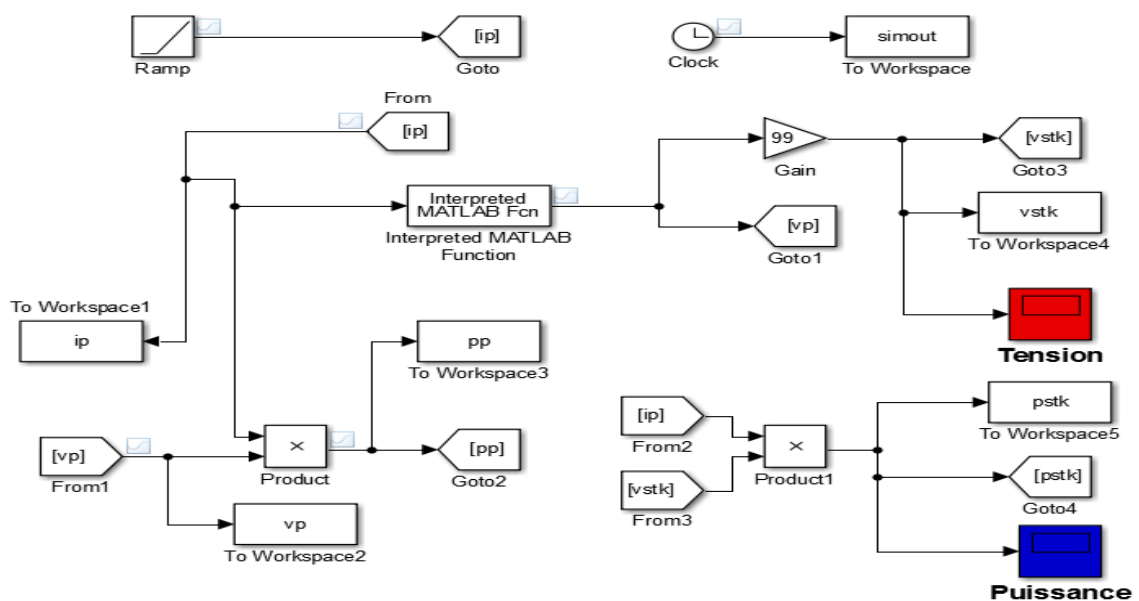 [ip]
Ramp
Goto
simout
Clock
To Workspace
From
[ip]
99
Gain
[vstk]
Goto3
Interpreted
MATLAB Fcn
Interpreted MATLAB
Function
[vp]
Goto1
vstk
To Workspace4
Tension
To Workspace1
ip
pp
To Workspace3
[vp]
From1
×
Product
[pp]
Goto2
vp
To Workspace2
[ip]
From2
[vstk]
From3
×
Product1
pstk
To Workspace5
[pstk]
Goto4
Puissance